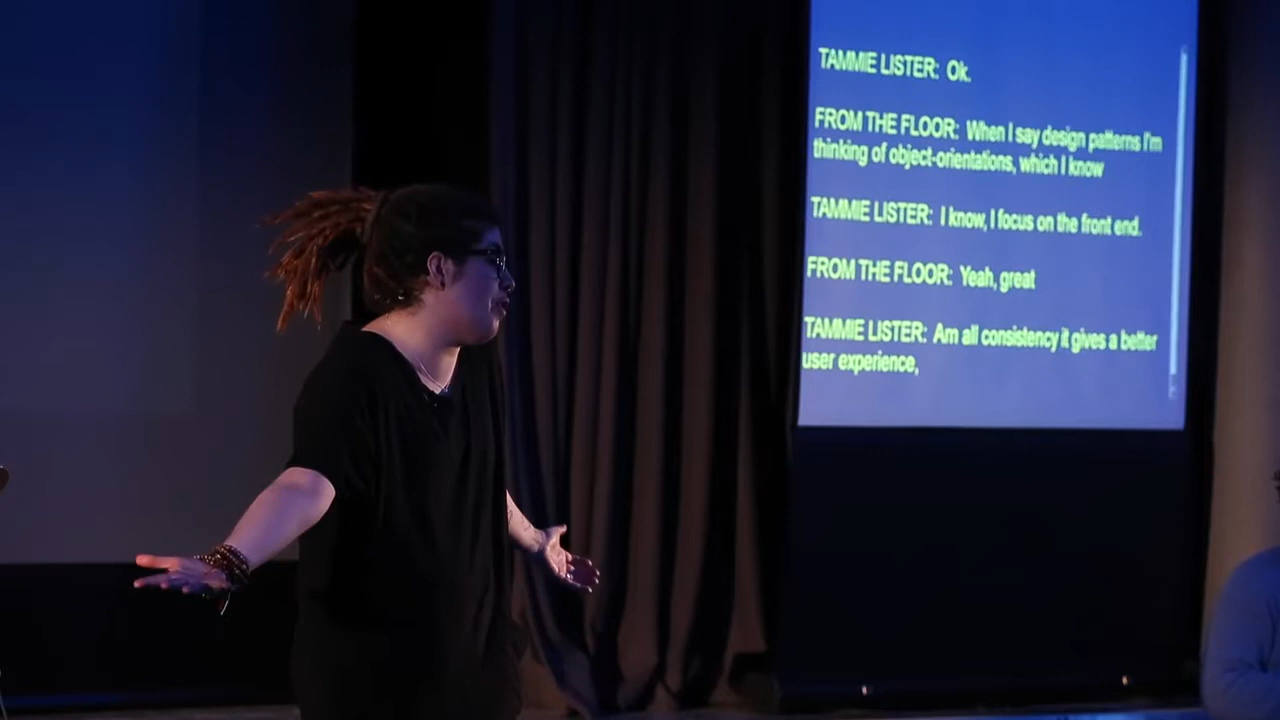 TAMMIE LISTER: Ok.
FROM THE FLOOR: When I say design patterns I'm
thinking of object-orientations, which I know
TAMMIE LISTER: I know, I focus on the front end.
FROM THE FLOOR: Yeah, great
TAMMIE LISTER: Am all consistency it gives a better
user experience,